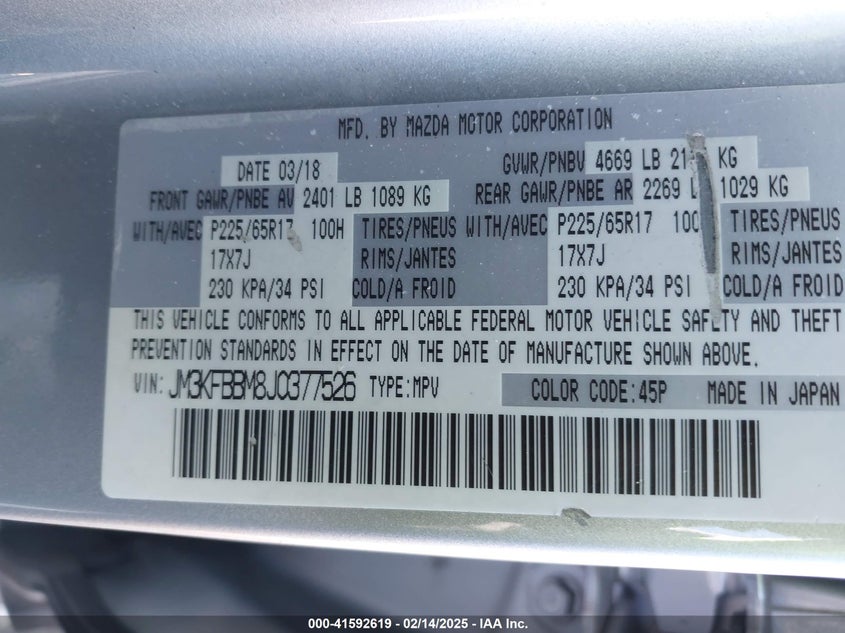 MFD. BY MAZDA MOTOR CORPORATION
DATE 03/18 GVWR/PNBV 4669 LB KG
FRONT GAWR/PNBE AV 2401 LB 1089 KG REAR GAWR/PNBE AR 2269 1029 KG
WITH/AVEC P225/65R17 100H TIRES/PNEUS WITH/AVEC P225/65R17 TIRES/PNEUS
17X7J RIMS/JANTES 17X7J RIMS/JANTES
230 KPA/34 PSI COLD/A FROID 230 KPA/34 PSI COLD/A FROID
THIS VEHICLE CONFORMS TO ALL APPLICABLE FEDERAL MOTOR VEHICLE SAFETY AND THEFT
PREVENTION STANDARDS IN EFFECT ON THE DATE OF MANUFACTURE SHOWN ABOVE.
VIN: JM3KFBBM8J0377526 TYPE:MPV COLOR CODE:45P MADE IN JAPAN
000-41592619 - 02/14/2025 - IAAI Inc.